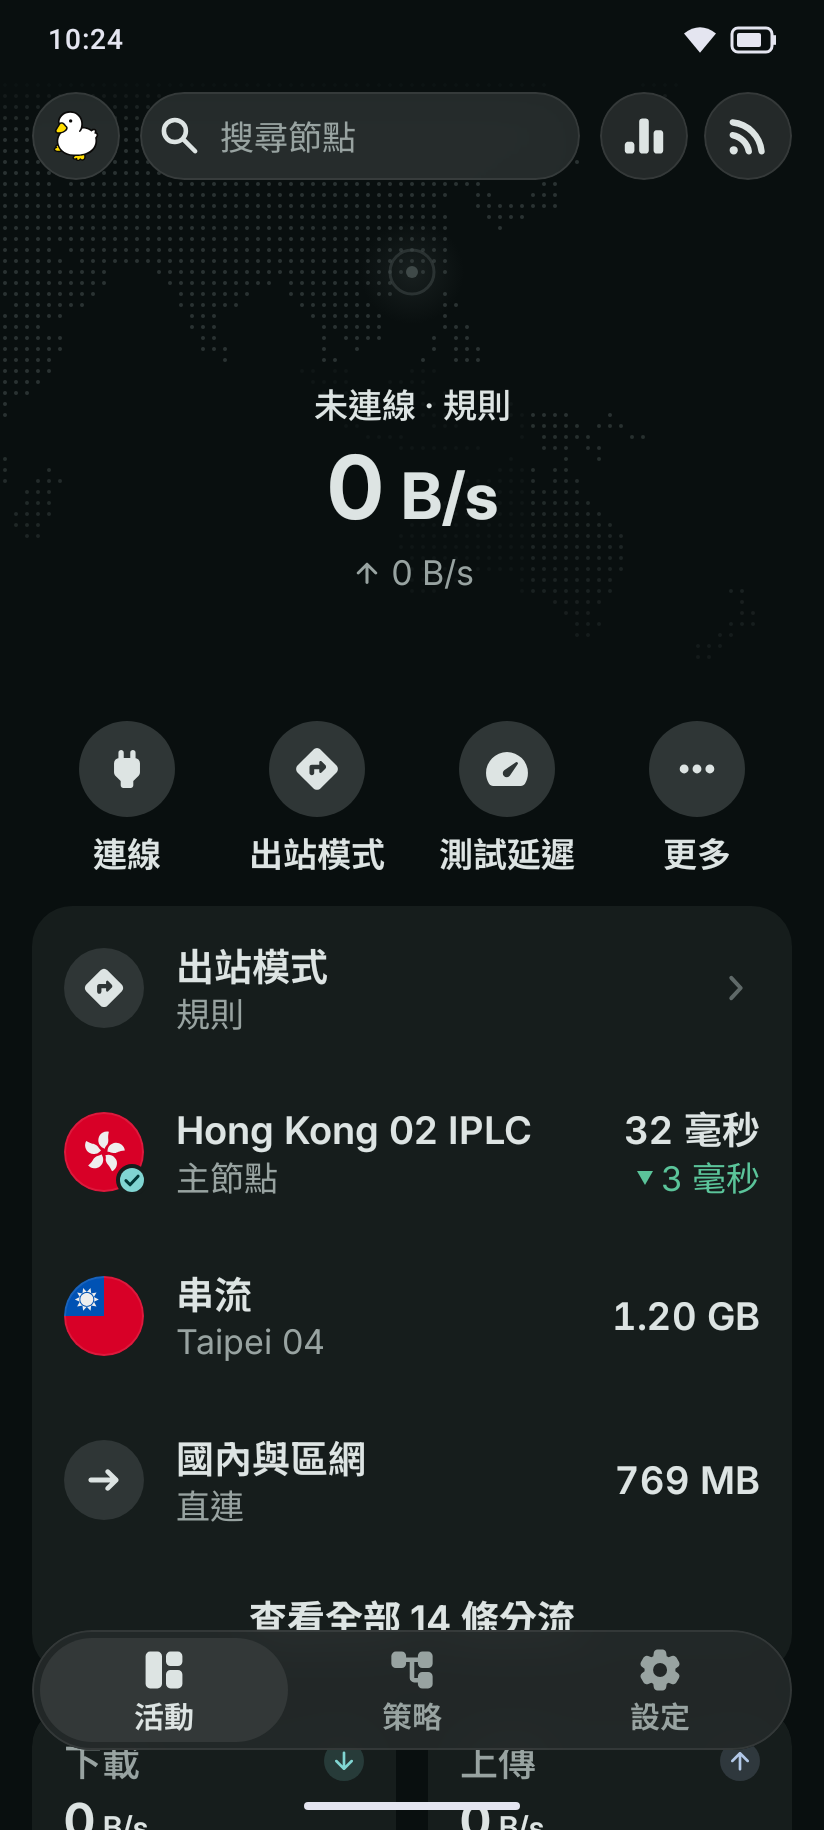 10:24
搜尋節點
未連線 · 規則
0 B/s
↑ 0 B/s
連線
出站模式
測試延遲
更多
出站模式
規則
Hong Kong 02 IPLC
32 毫秒
主節點
▼3 毫秒
串流
1.20 GB
Taipei 04
國內與區網
769 MB
直連
查看全部 14 條分流
活動
策略
設定
下載
上傳
0 B/s
0 B/s